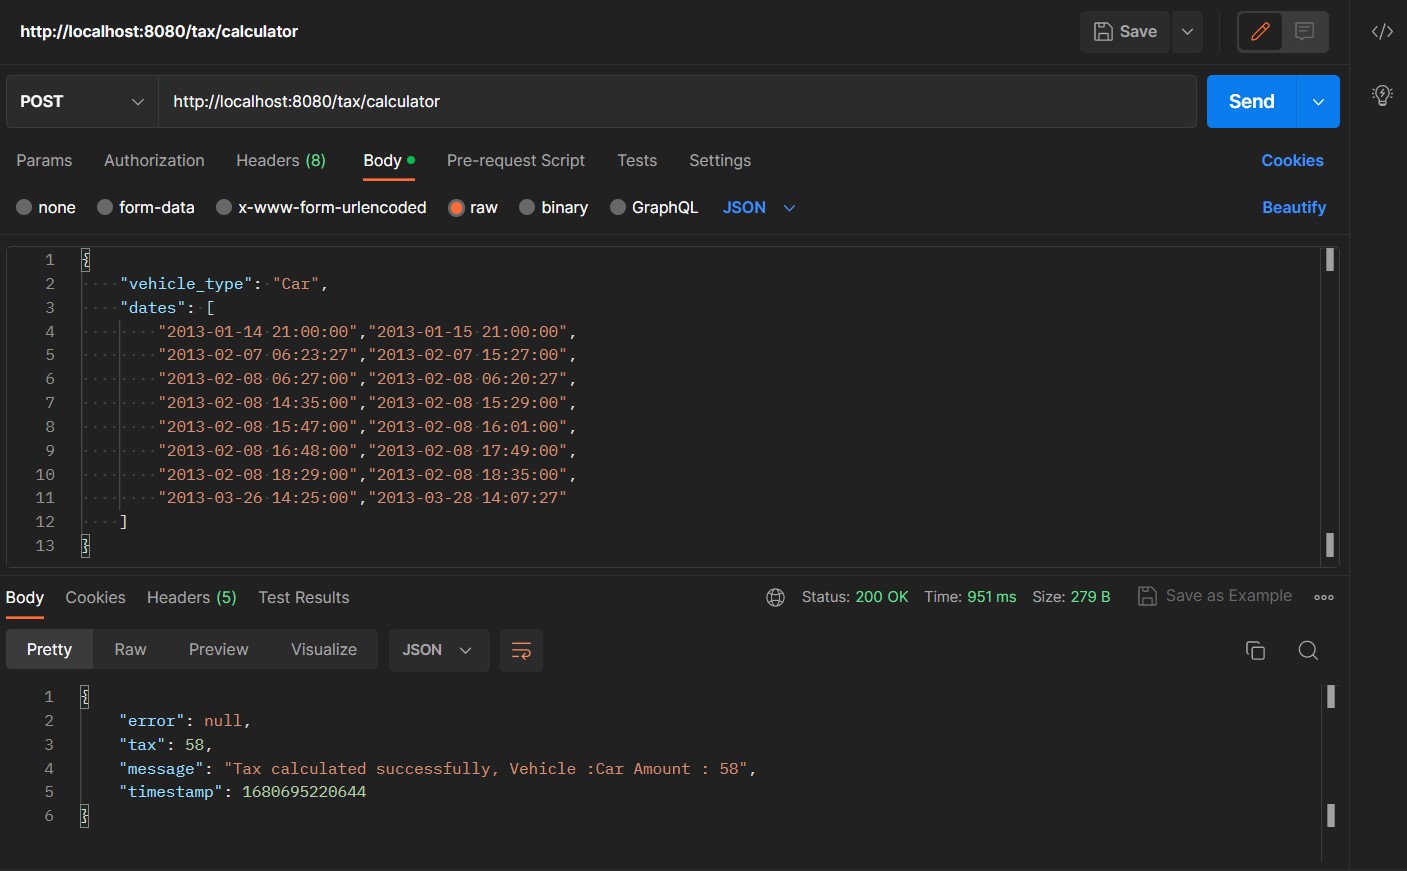 http://localhost:8080/tax/calculator
Save
POST
http://localhost:8080/tax/calculator
Send
Params Authorization Headers (8) Body Pre-request Script Tests Settings Cookies
none form-data x-www-form-urlencoded raw binary GraphQL JSON Beautify
1 {
2 "vehicle_type": "Car",
3 "dates": [
4 "2013-01-14 21:00:00","2013-01-15 21:00:00",
5 "2013-02-07 06:23:27","2013-02-07 15:27:00",
6 "2013-02-08 06:27:00","2013-02-08 06:20:27",
7 "2013-02-08 14:35:00","2013-02-08 15:29:00",
8 "2013-02-08 15:47:00","2013-02-08 16:01:00",
9 "2013-02-08 16:48:00","2013-02-08 17:49:00",
10 "2013-02-08 18:29:00","2013-02-08 18:35:00",
11 "2013-03-26 14:25:00","2013-03-28 14:07:27"
12 ]
13 }
Body Cookies Headers (5) Test Results Status: 200 OK Time: 951 ms Size: 279 B Save as Example
Pretty Raw Preview Visualize JSON
1 {
2 "error": null,
3 "tax": 58,
4 "message": "Tax calculated successfully, Vehicle :Car Amount : 58",
5 "timestamp": 1680695220644
6 }